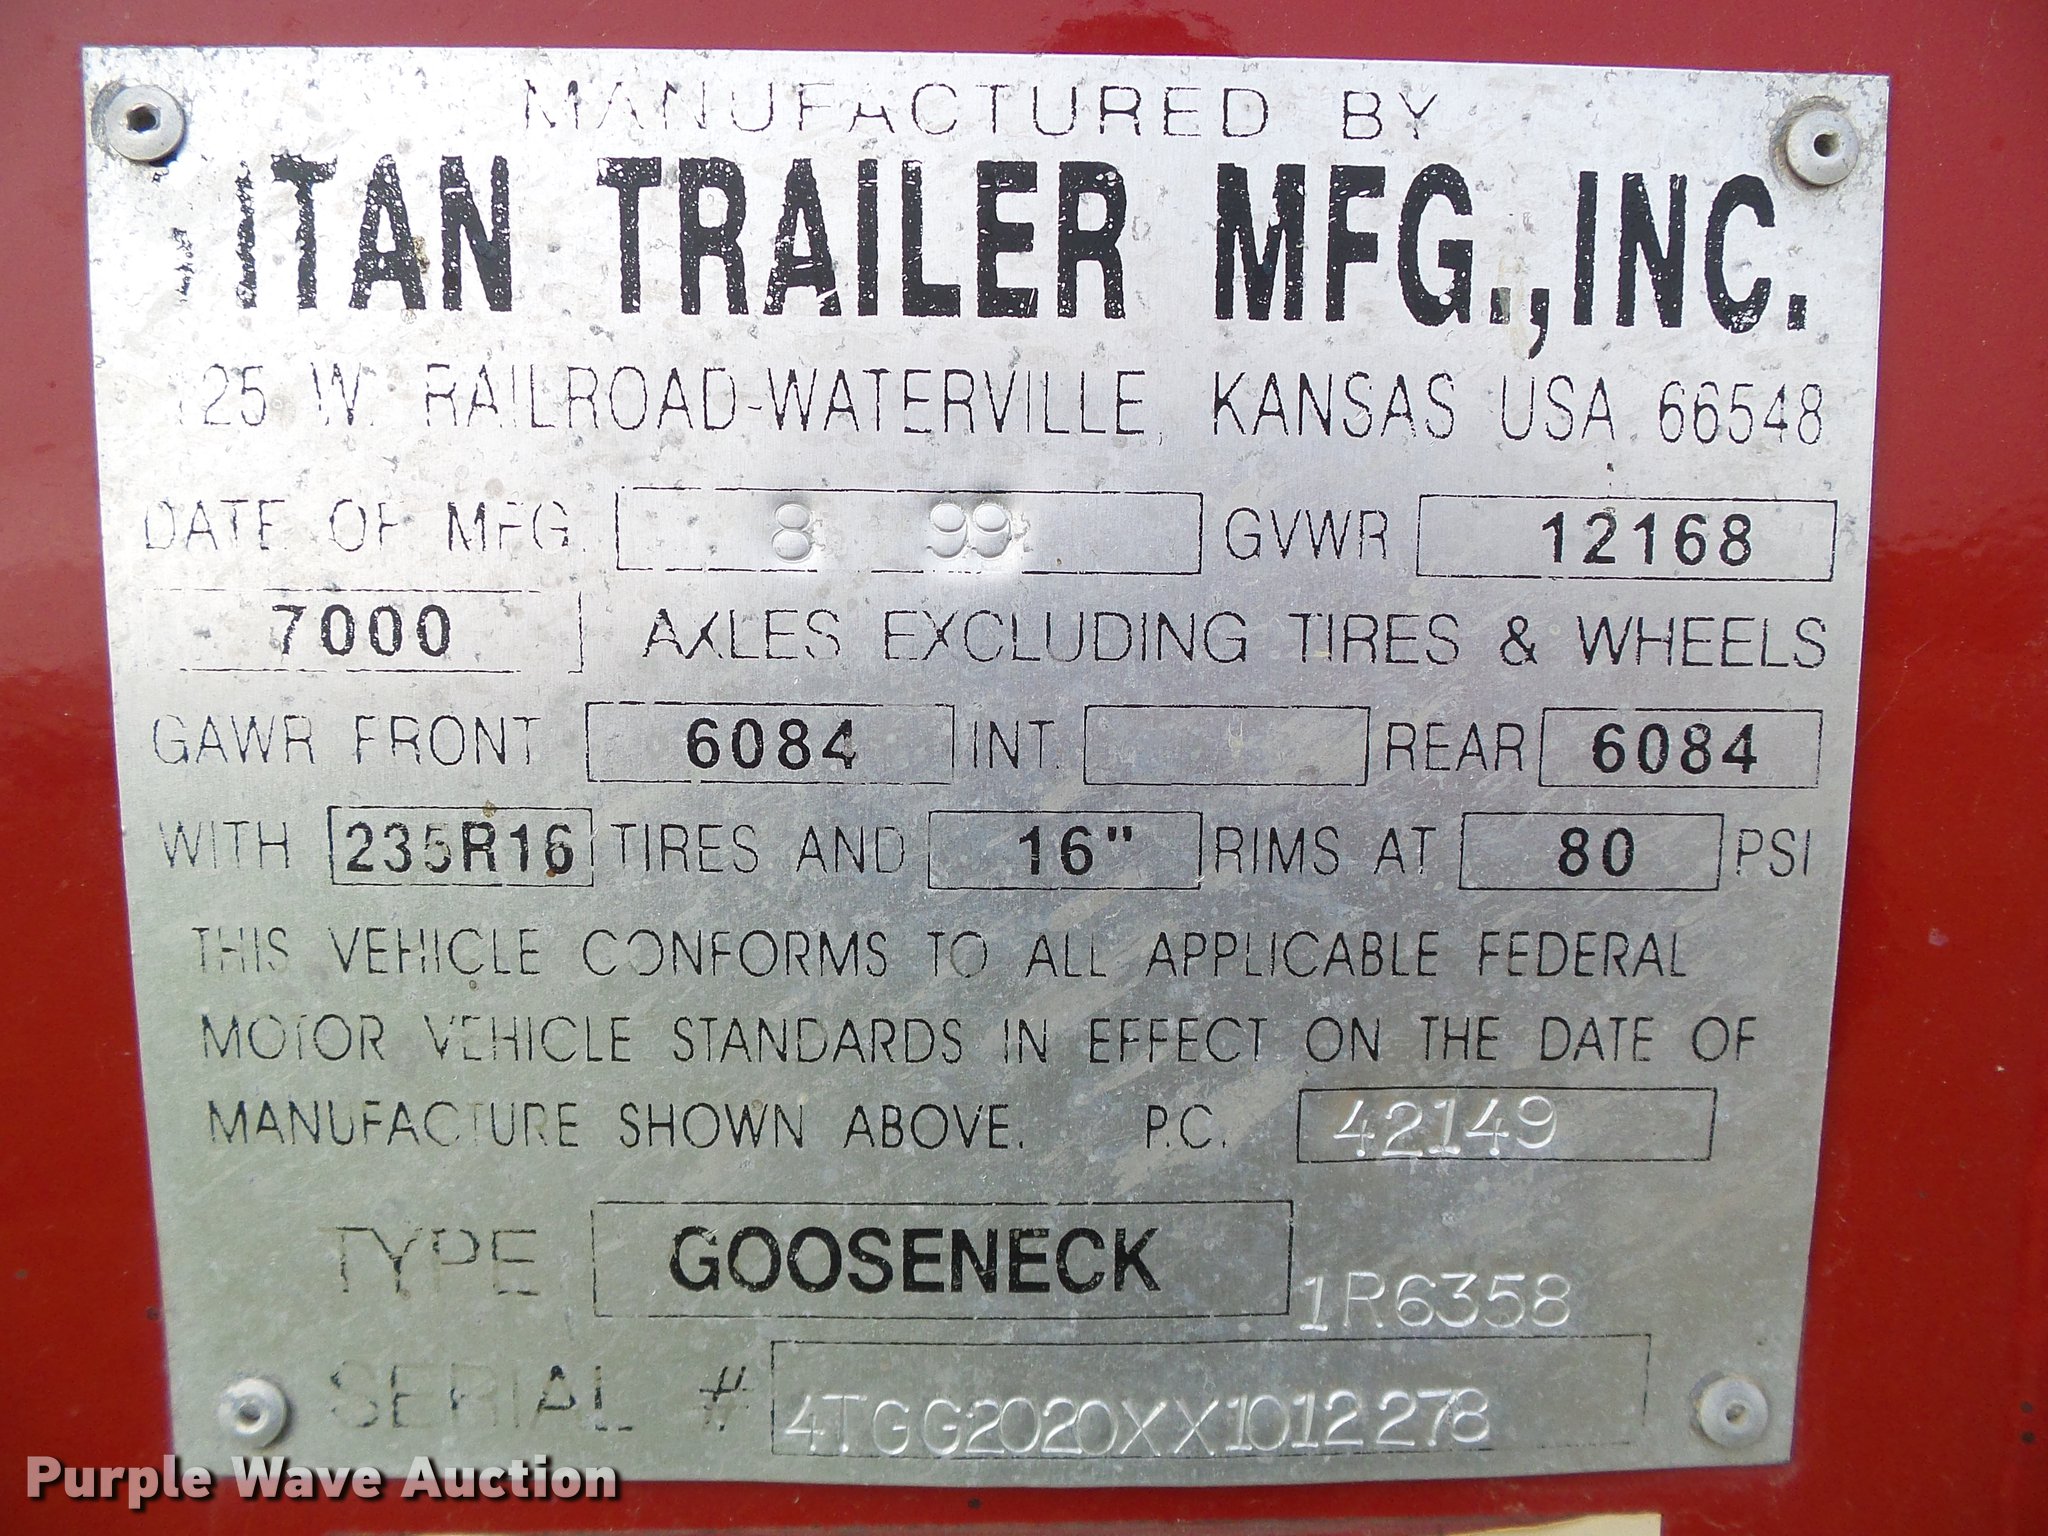 MANUFACTURED BY
TITAN TRAILER MFG., INC.
125 W. RAILROAD-WATERVILLE, KANSAS USA 66548
DATE OF MFG. 8 99 GVWR 12168
7000 AXLES EXCLUDING TIRES & WHEELS
GAWR FRONT 6084 INT. REAR 6084
WITH 235R16 TIRES AND 16" RIMS AT 80 PSI
THIS VEHICLE CONFORMS TO ALL APPLICABLE FEDERAL
MOTOR VEHICLE STANDARDS IN EFFECT ON THE DATE OF
MANUFACTURE SHOWN ABOVE. P.C. 42149
TYPE GOOSENECK 1R6358
SERIAL # 4TGG2020XX1012278
Purple Wave Auction